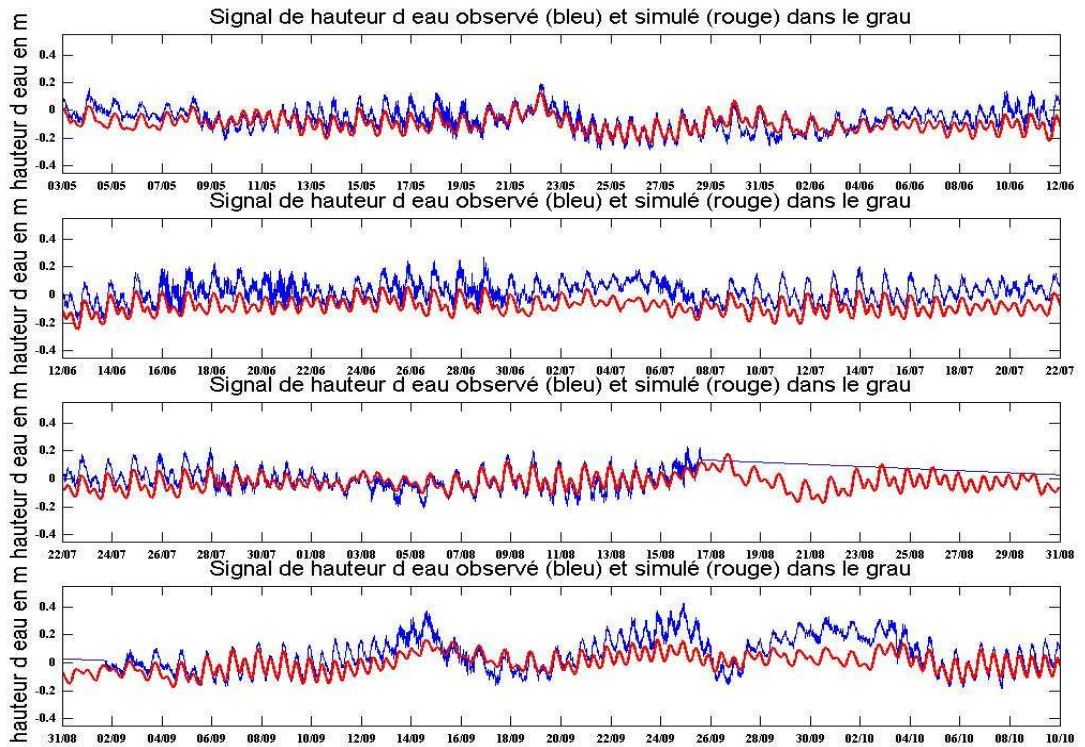 Signal de hauteur d eau observé (bleu) et simulé (rouge) dans le grau
hauteur d eau en m
0.4
0.2
0
-0.2
-0.4
03/05 05/05 07/05 09/05 11/05 13/05 15/05 17/05 19/05 21/05 23/05 25/05 27/05 29/05 31/05 02/06 04/06 06/06 10/06 12/06
Signal de hauteur d eau observé (bleu) et simulé (rouge) dans le grau
hauteur d eau en m
0.4
0.2
0
-0.2
-0.4
12/06 14/06 16/06 18/06 20/06 22/06 24/06 26/06 28/06 30/06 02/07 04/07 06/07 08/07 10/07 12/07 14/07 16/07 18/07 20/07 22/07
Signal de hauteur d eau observé (bleu) et simulé (rouge) dans le grau
hauteur d eau en m
0.4
0.2
0
-0.2
-0.4
22/07 24/07 26/07 28/07 30/07 01/08 03/08 05/08 07/08 09/08 11/08 13/08 15/08 17/08 19/08 21/08 23/08 25/08 27/08 29/08 31/08
Signal de hauteur d eau observé (bleu) et simulé (rouge) dans le grau
hauteur d eau en m
0.4
0.2
0
-0.2
-0.4
31/08 02/09 04/09 06/09 08/09 10/09 12/09 14/09 16/09 18/09 20/09 22/09 24/09 26/09 28/09 30/09 02/10 04/10 06/10 08/10 10/10